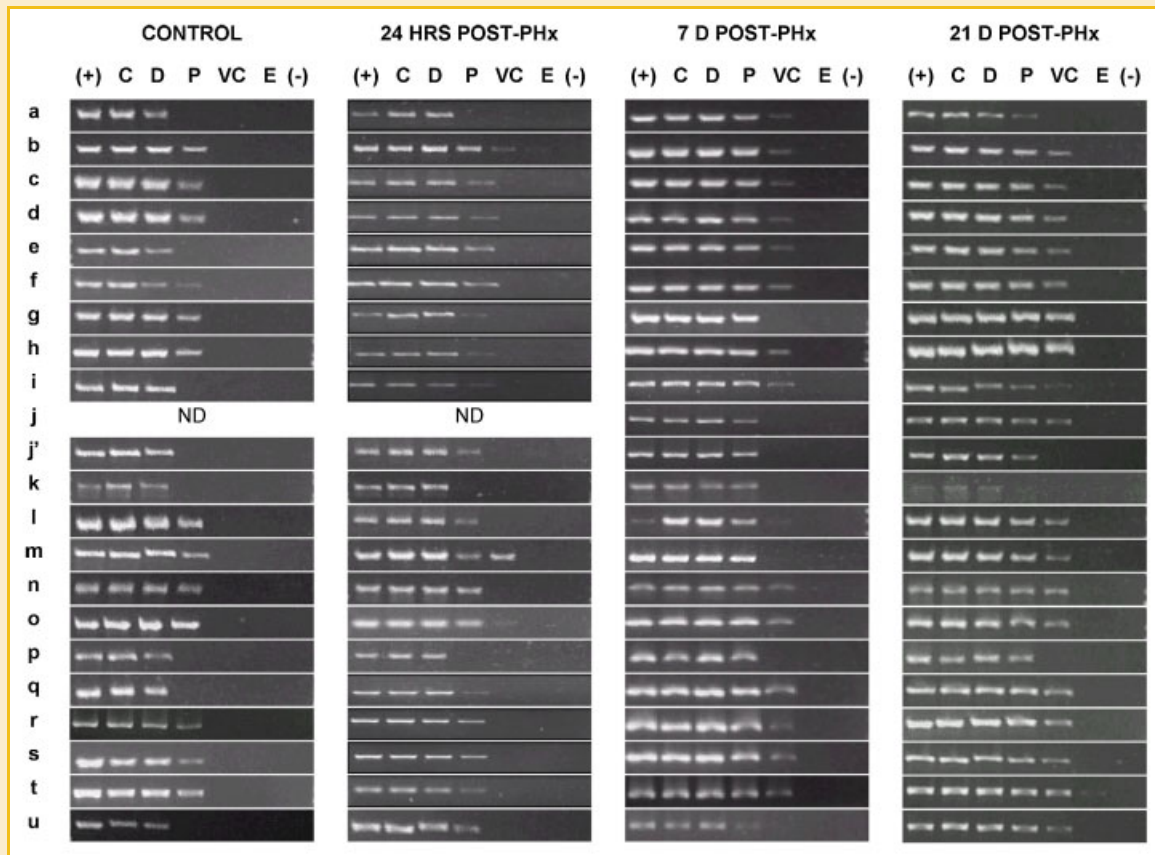 CONTROL 24 HRS POST-PHx 7 D POST-PHx 21 D POST-PHx
(+) C D P VC E (-) (+) C D P VC E (-) (+) C D P VC E (-) (+) C D P VC E (-)
a
b
c
d
e
f
g
h
i
j ND ND
j’
k
l
m
n
o
p
q
r
s
t
u